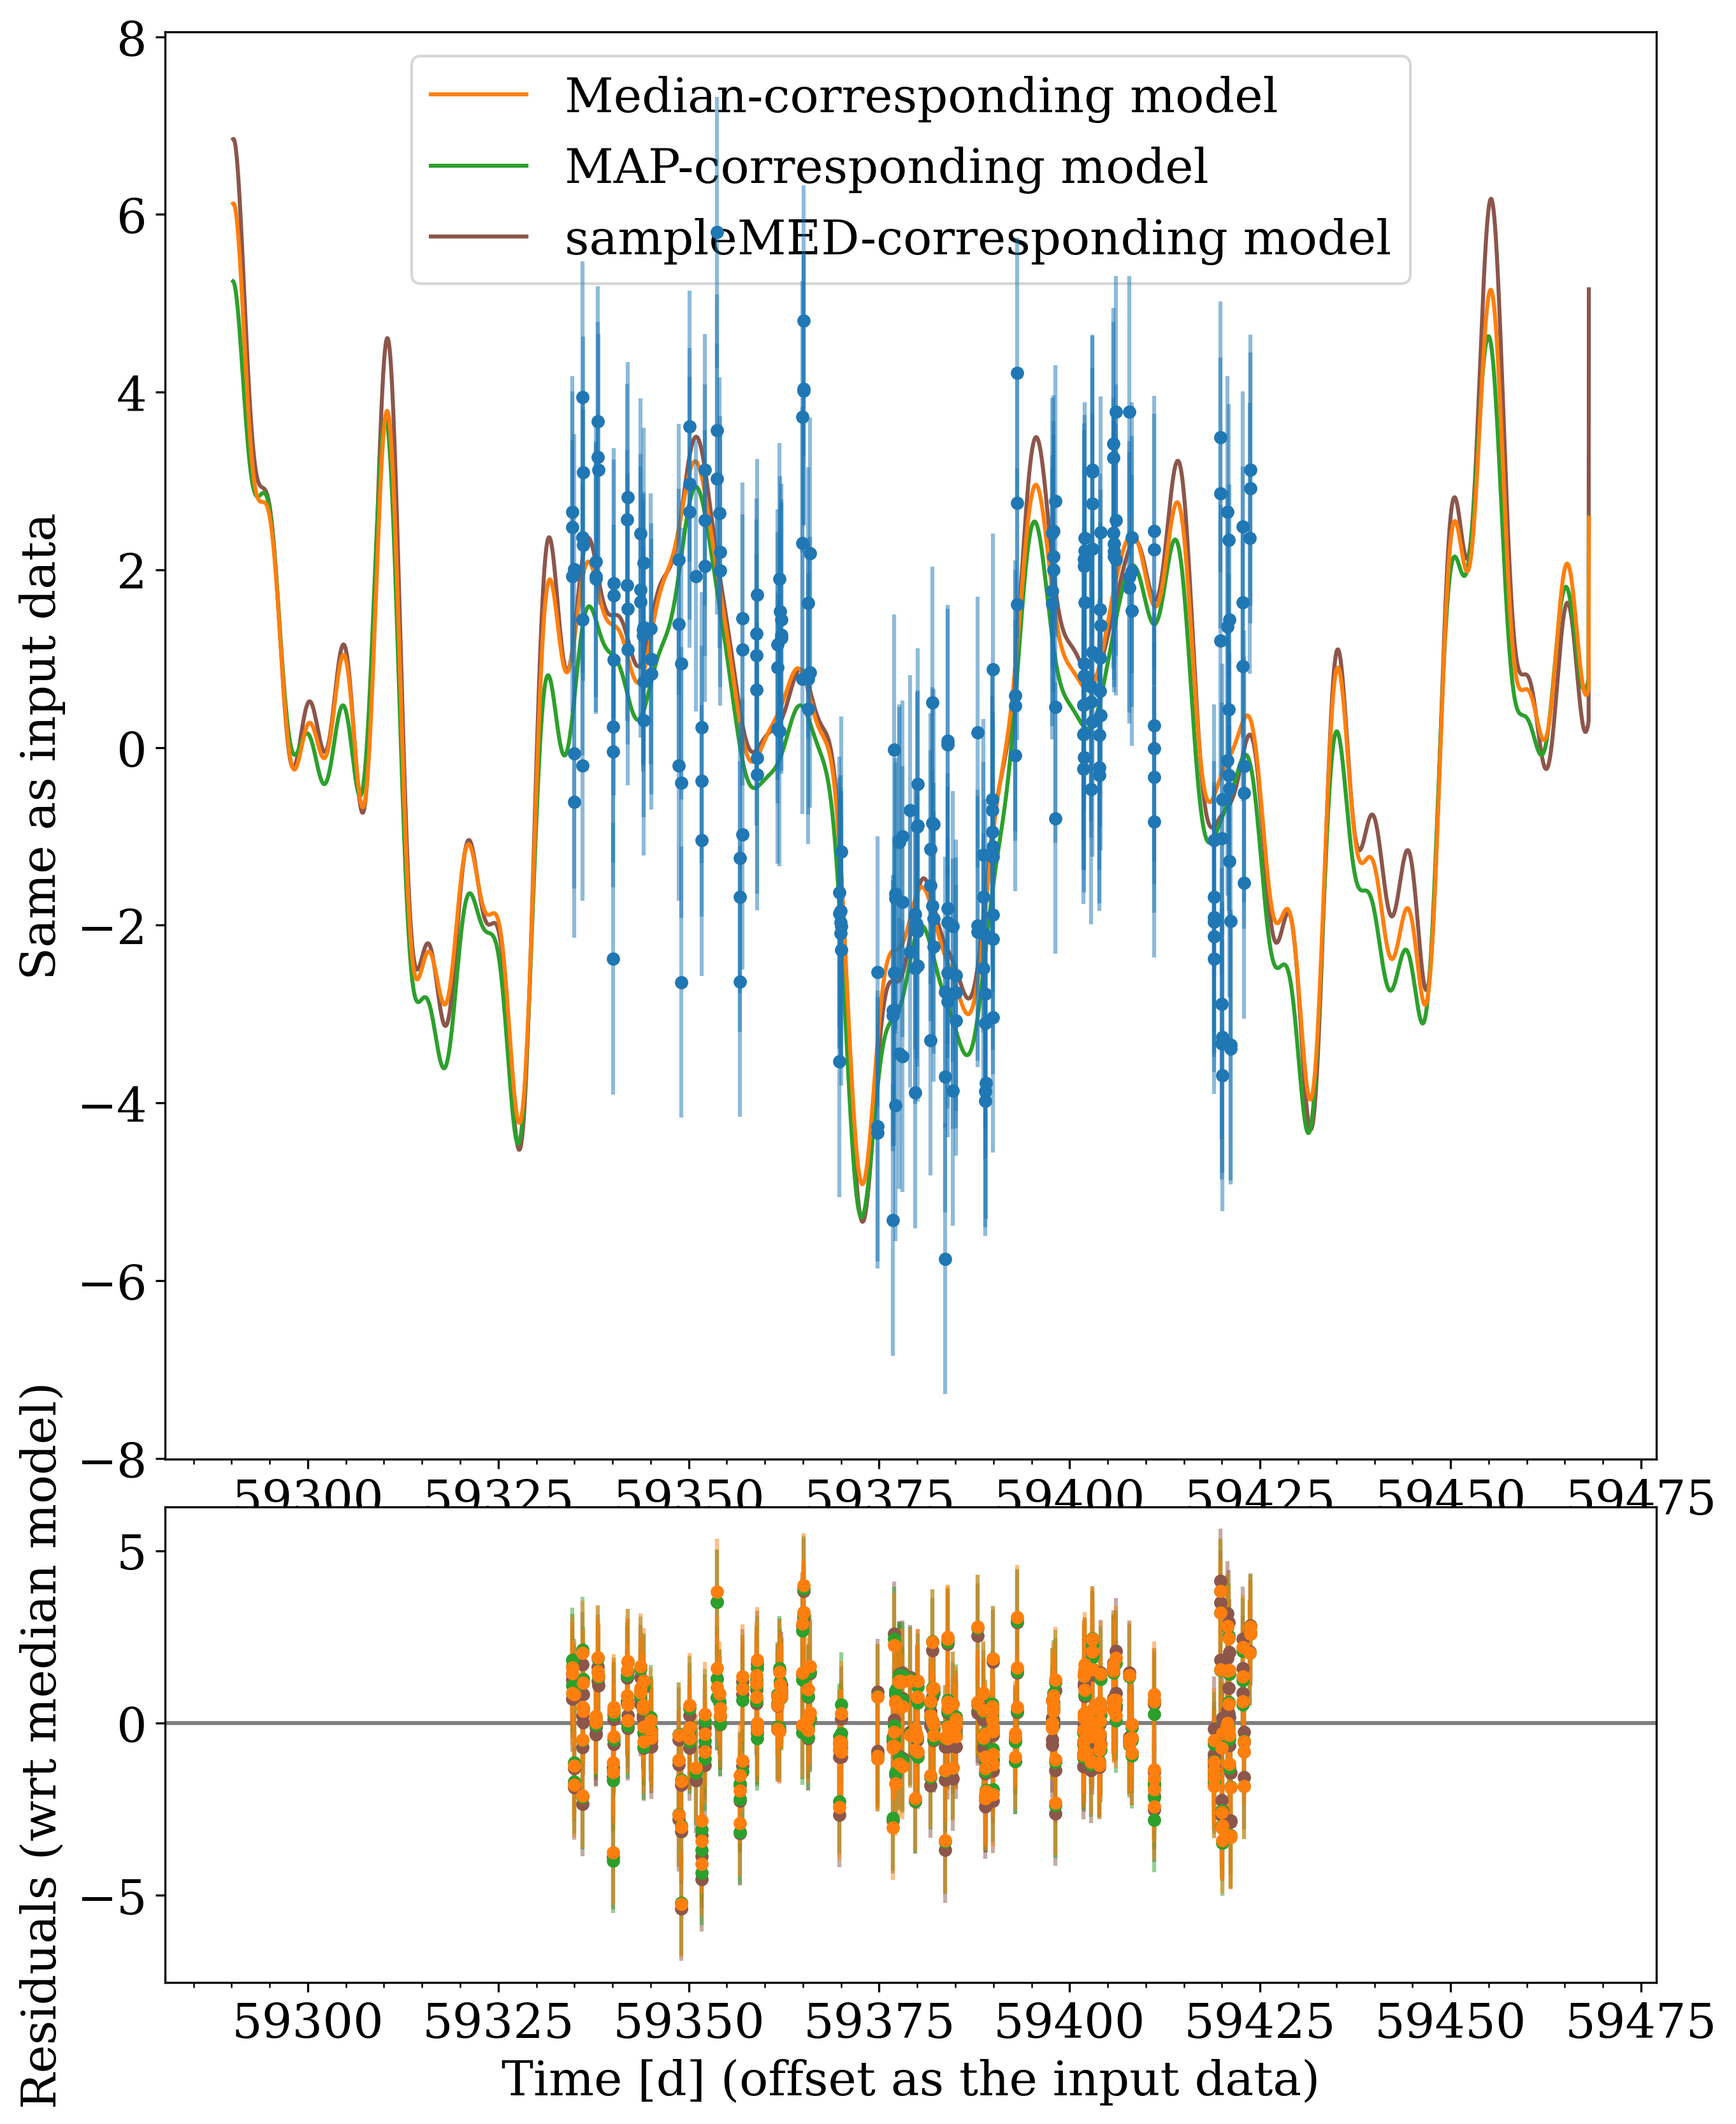 8
6
4
2
0
−2
−4
−6
−8
Same as input data
Median-corresponding model
MAP-corresponding model
sampleMED-corresponding model
59300 59325 59350 59375 59400 59425 59450 59475
5
0
−5
Residuals (wrt median model)
59300 59325 59350 59375 59400 59425 59450 59475
Time [d] (offset as the input data)